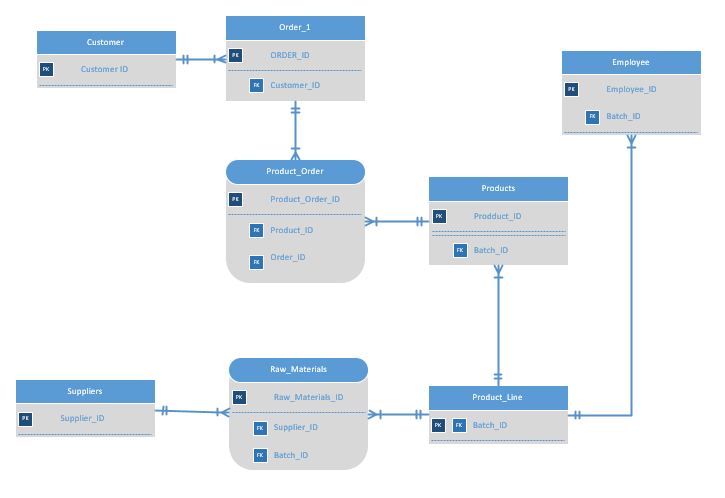 Customer
PK Customer ID
Order_1
PK ORDER_ID
FK Customer_ID
Employee
PK Employee_ID
FK Batch_ID
Product_Order
PK Product_Order_ID
FK Product_ID
FK Order_ID
Products
PK Prodduct_ID
FK Batch_ID
Suppliers
PK Supplier_ID
Raw_Materials
PK Raw_Materials_ID
FK Supplier_ID
FK Batch_ID
Product_Line
PK FK Batch_ID